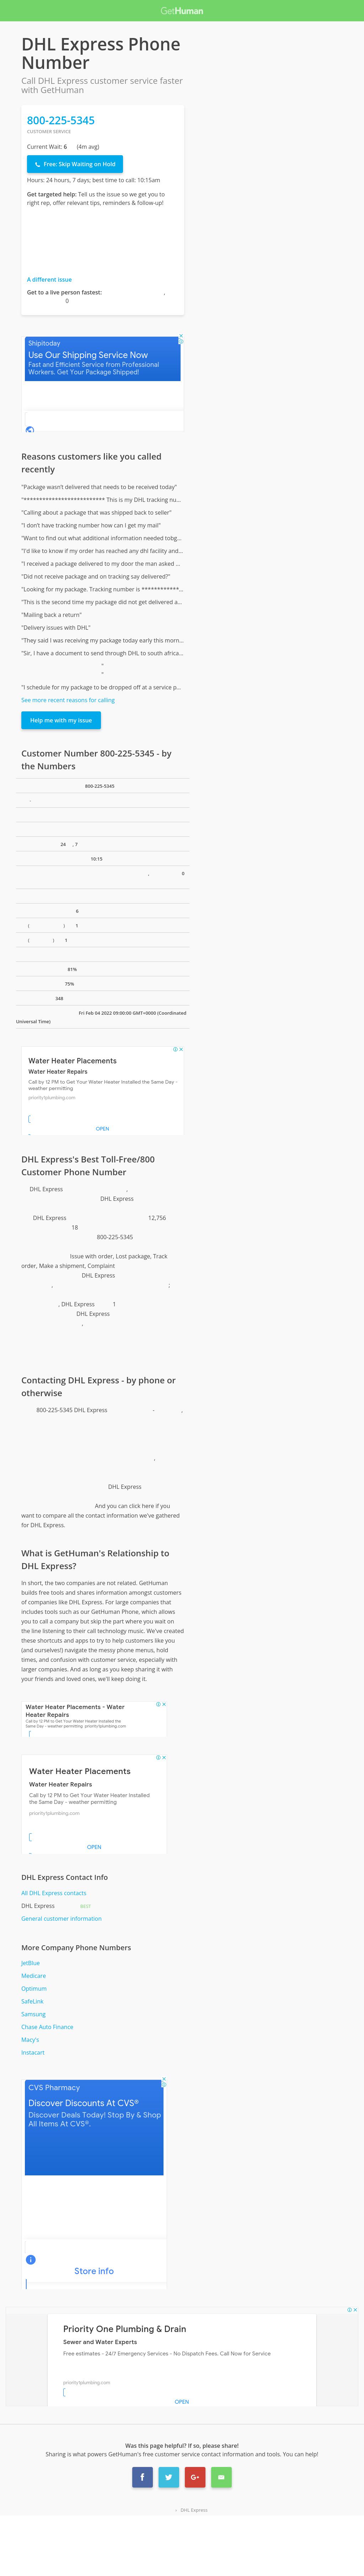 GetHuman
DHL Express Phone
Number
Call DHL Express customer service faster
with GetHuman
800-225-5345
CUSTOMER SERVICE
Current Wait: 6 (4m avg)
Free: Skip Waiting on Hold
Hours: 24 hours, 7 days; best time to call: 10:15am
Get targeted help: Tell us the issue so we get you to
right rep, offer relevant tips, reminders & follow-up!
A different issue
Get to a live person fastest: ,
0
Shipitoday
Use Our Shipping Service Now
Fast and Efficient Service from Professional
Workers. Get Your Package Shipped!
Reasons customers like you called
recently
"Package wasn't delivered that needs to be received today"
"************************** This is my DHL tracking nu...
"Calling about a package that was shipped back to seller"
"I don't have tracking number how can I get my mail"
"Want to find out what additional information needed tobg...
"I'd like to know if my order has reached any dhl facility and...
"I received a package delivered to my door the man asked ...
"Did not receive package and on tracking say delivered?"
"Looking for my package. Tracking number is ************...
"This is the second time my package did not get delivered a...
"Mailing back a return"
"Delivery issues with DHL"
"They said I was receiving my package today early this morn...
"Sir, I have a document to send through DHL to south africa...
"
"
"I schedule for my package to be dropped off at a service p...
See more recent reasons for calling
Help me with my issue
Customer Number 800-225-5345 - by
the Numbers
800-225-5345
.
24 , 7
10:15
, 0
6
( ) 1
( ) 1
81%
75%
348
Fri Feb 04 2022 09:00:00 GMT+0000 (Coordinated
Universal Time)
Water Heater Placements
Water Heater Repairs
Call by 12 PM to Get Your Water Heater Installed the Same Day -
weather permitting
priority1plumbing.com
OPEN
DHL Express's Best Toll-Free/800
Customer Phone Number
DHL Express ,
DHL Express
DHL Express 12,756
18
800-225-5345
Issue with order, Lost package, Track
order, Make a shipment, Complaint
DHL Express
, ;
, DHL Express 1
DHL Express
,
Contacting DHL Express - by phone or
otherwise
800-225-5345 DHL Express - ,
,
DHL Express
And you can click here if you
want to compare all the contact information we've gathered
for DHL Express.
What is GetHuman's Relationship to
DHL Express?
In short, the two companies are not related. GetHuman
builds free tools and shares information amongst customers
of companies like DHL Express. For large companies that
includes tools such as our GetHuman Phone, which allows
you to call a company but skip the part where you wait on
the line listening to their call technology music. We've created
these shortcuts and apps to try to help customers like you
(and ourselves!) navigate the messy phone menus, hold
times, and confusion with customer service, especially with
larger companies. And as long as you keep sharing it with
your friends and loved ones, we'll keep doing it.
Water Heater Placements - Water
Heater Repairs
Call by 12 PM to Get Your Water Heater Installed the
Same Day - weather permitting. priority1plumbing.com
Water Heater Placements
Water Heater Repairs
Call by 12 PM to Get Your Water Heater Installed
the Same Day - weather permitting
priority1plumbing.com
OPEN
DHL Express Contact Info
All DHL Express contacts
DHL Express BEST
General customer information
More Company Phone Numbers
JetBlue
Medicare
Optimum
SafeLink
Samsung
Chase Auto Finance
Macy's
Instacart
CVS Pharmacy
Discover Discounts At CVS®
Discover Deals Today! Stop By & Shop
All Items At CVS®.
Store info
Priority One Plumbing & Drain
Sewer and Water Experts
Free estimates - 24/7 Emergency Services - No Dispatch Fees. Call Now for Service
priority1plumbing.com
OPEN
Was this page helpful? If so, please share!
Sharing is what powers GetHuman's free customer service contact information and tools. You can help!
› DHL Express